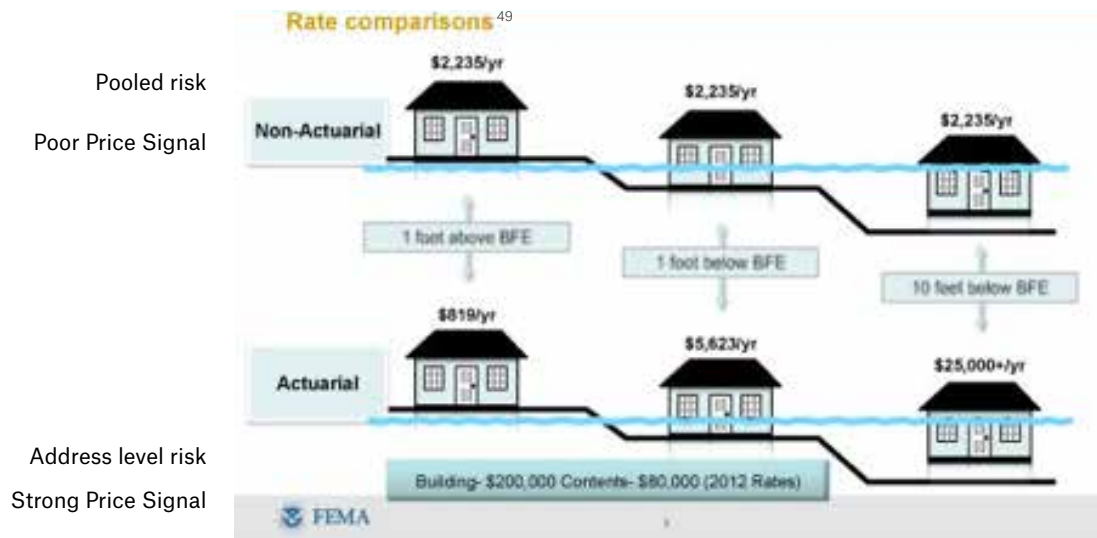 Rate comparisons 49
Pooled risk
Poor Price Signal
Non-Actuarial
$2,235/yr
$2,235/yr
$2,235/yr
1 foot above BFE
1 foot below BFE
10 feet below BFE
Actuarial
$819/yr
$5,623/yr
$25,000+/yr
Address level risk
Strong Price Signal
Building- $200,000 Contents- $80,000 (2012 Rates)
FEMA